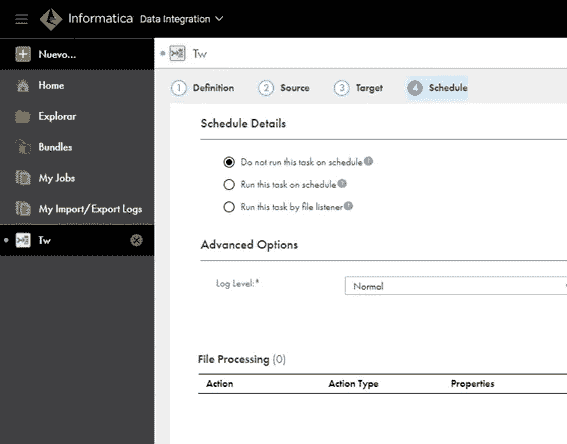 Informatica Data Integration
Nuevo...
Home
Explorar
Bundles
My Jobs
My Import/Export Logs
Tw
Tw
1 Definition 2 Source 3 Target 4 Schedule
Schedule Details
Do not run this task on schedule
Run this task on schedule
Run this task by file listener
Advanced Options
Log Level:* Normal
File Processing (0)
Action Action Type Properties